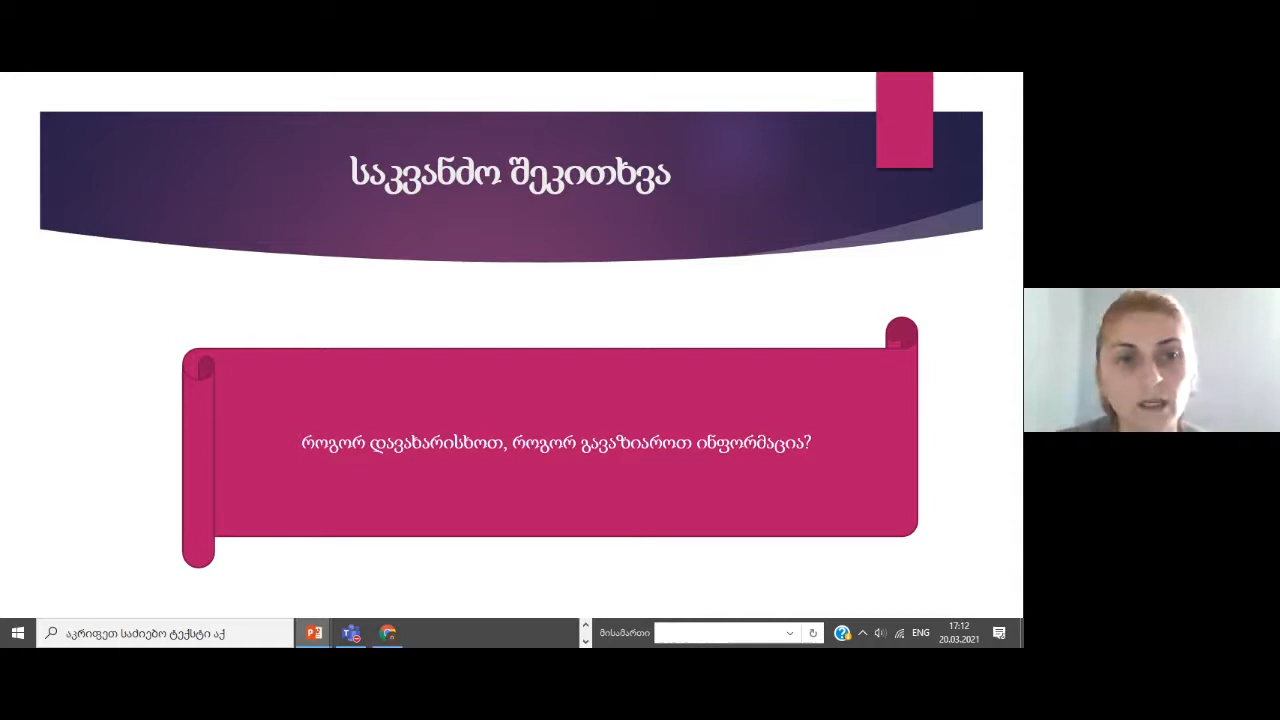 საკვანძო შეკითხვა
როგორ დავახარისხოთ, როგორ გავაზიაროთ ინფორმაცია?
აკრიფეთ საძიებო ტექსტი აქ
მისამართი
ENG
17:12
20.03.2021